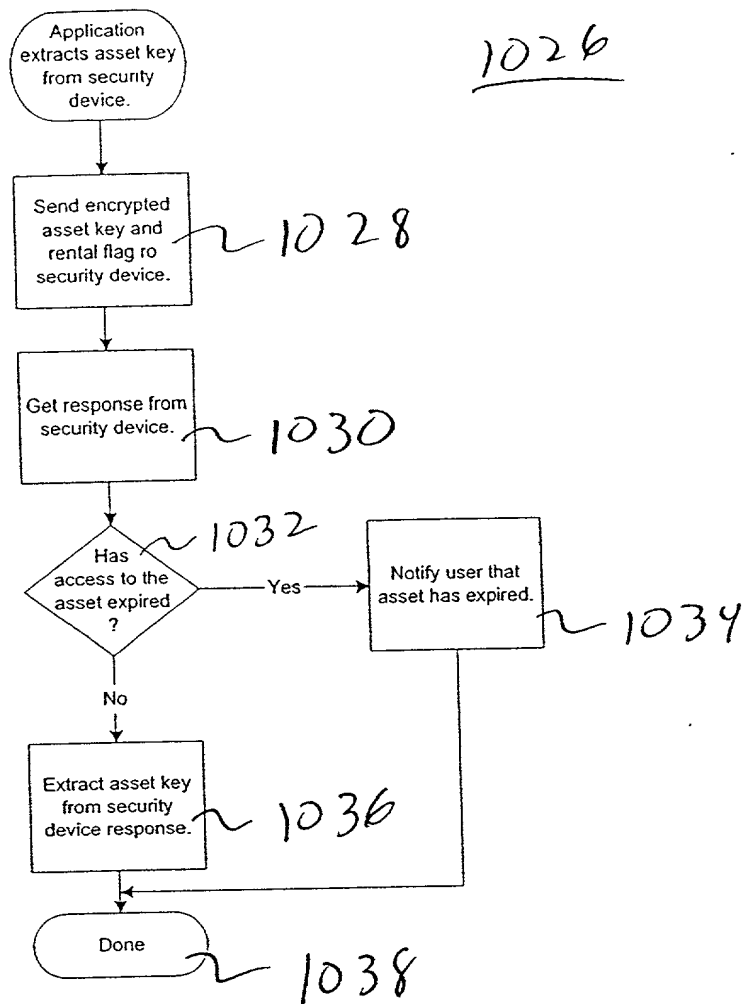 Application
extracts asset key
from security
device.
1026
Send encrypted
asset key and
rental flag ro
security device.
1028
Get response from
security device.
1030
Has
access to the
asset expired
?
1032
Yes
Notify user that
asset has expired.
1034
No
Extract asset key
from security
device response.
1036
Done
1038